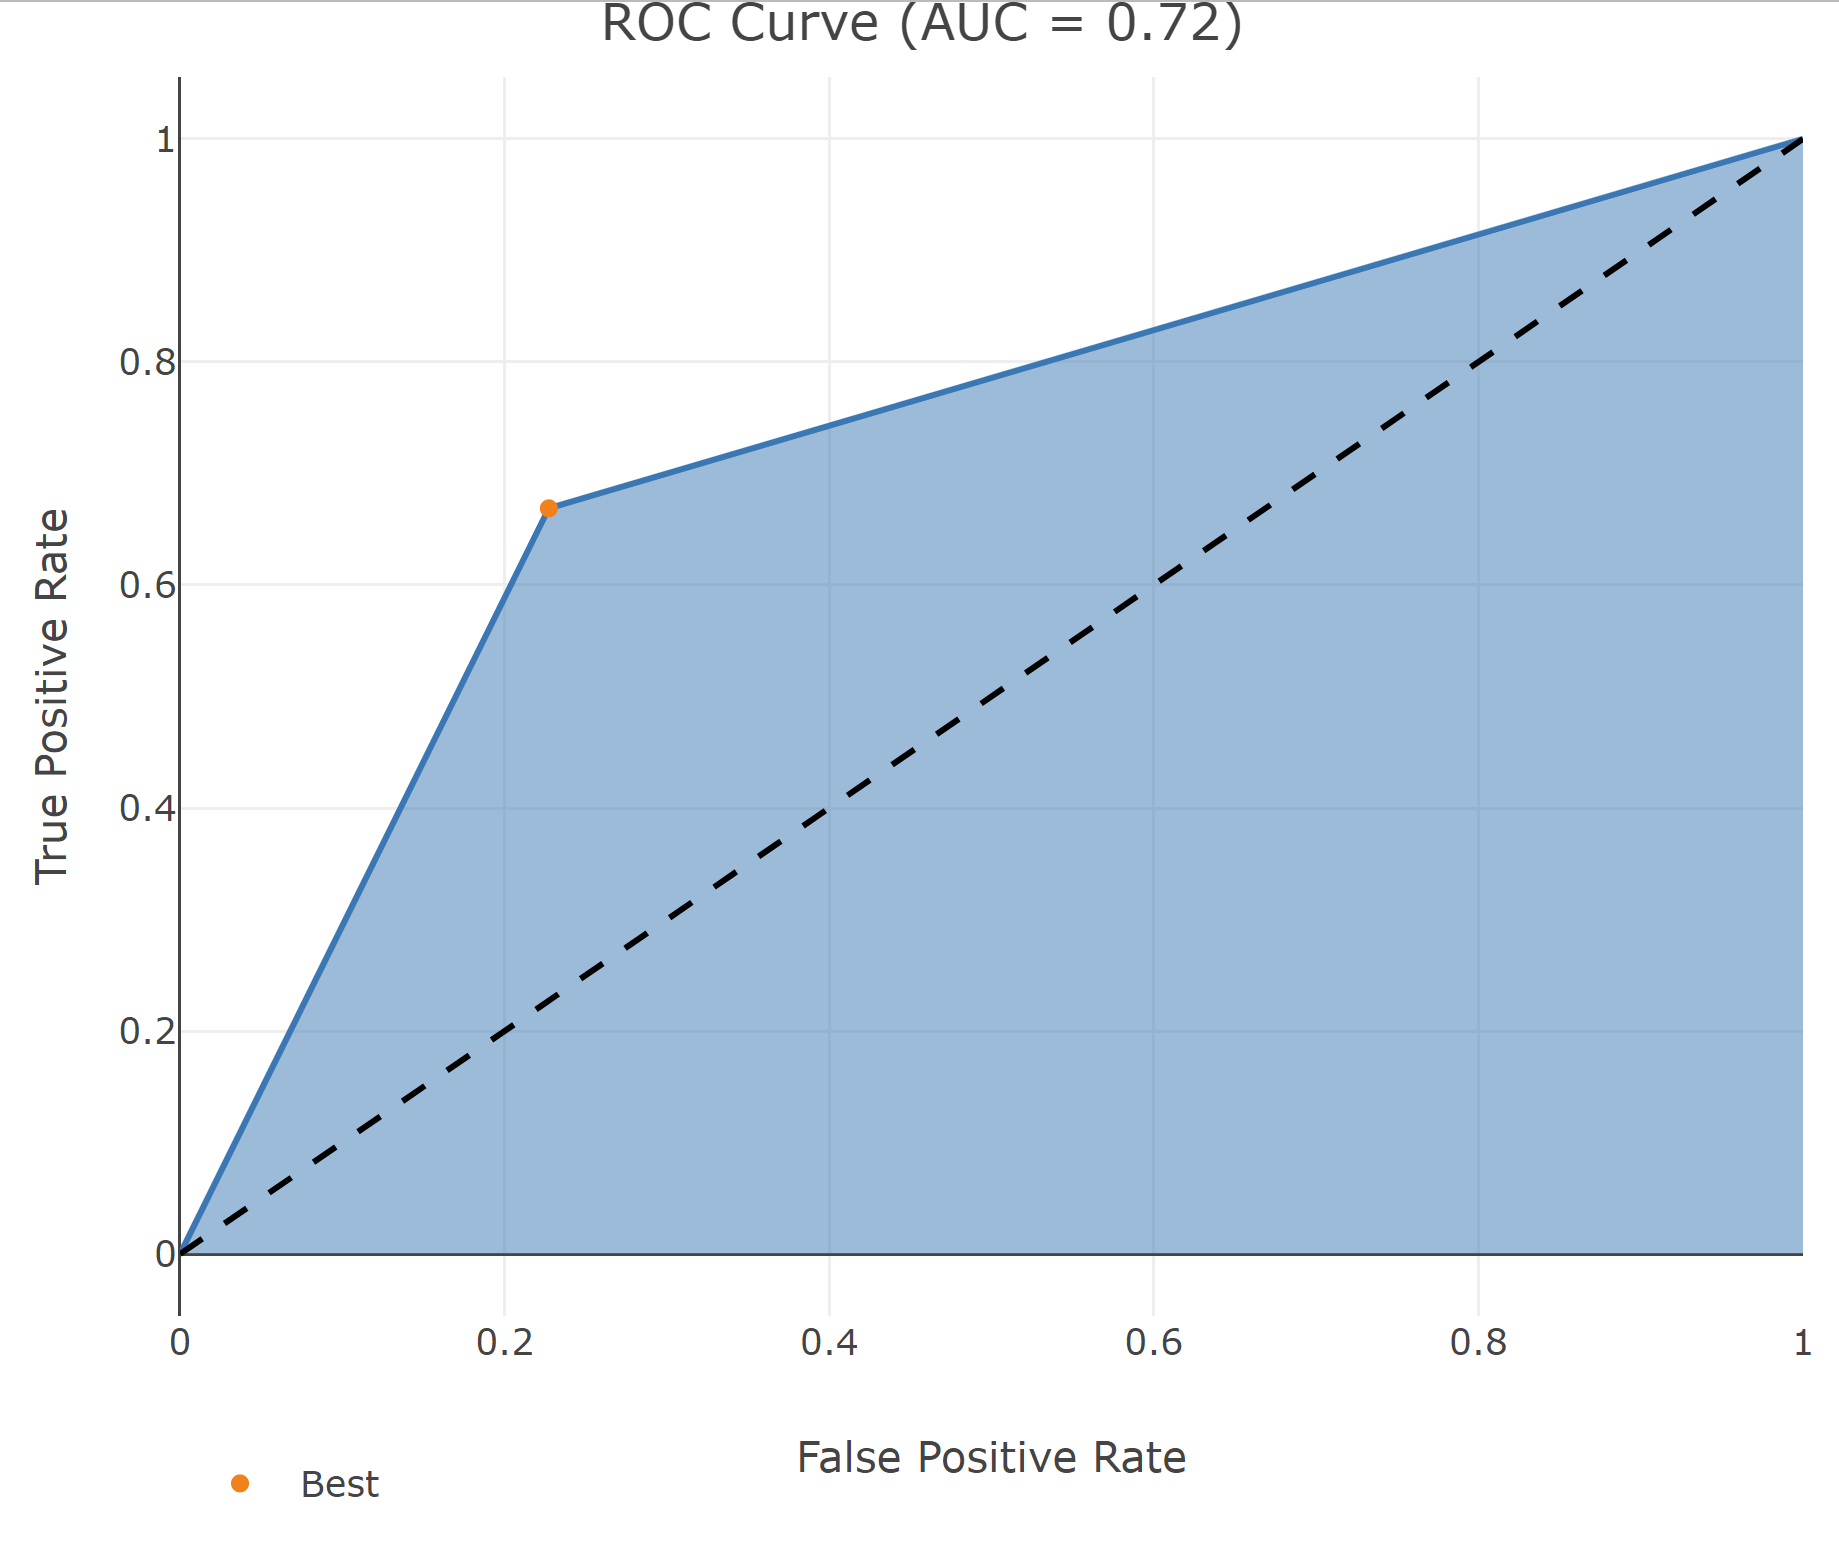 ROC Curve (AUC = 0.72)
True Positive Rate
1
0.8
0.6
0.4
0.2
0
0 0.2 0.4 0.6 0.8 1
False Positive Rate
Best